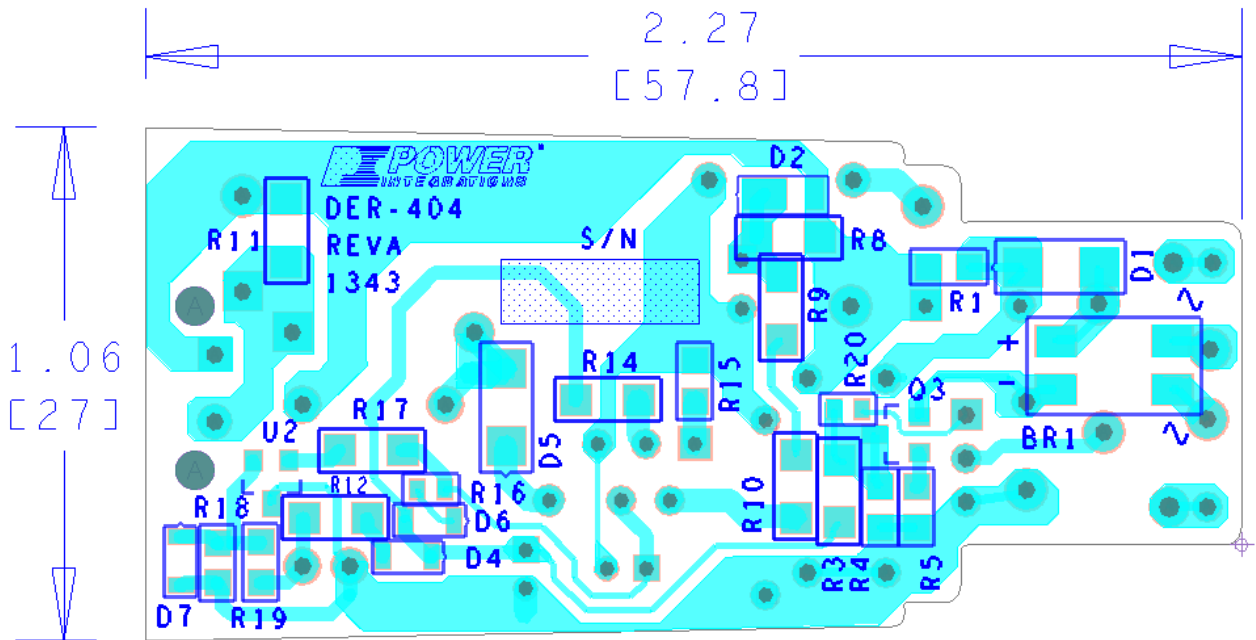 2.27
[57.8]
1.06
[27]
POWER
INTEGRATIONS
DER-404
REVA
1343
S/N
D2
R11
R8
R9
R1
D1
~
+
-
~
BR1
R20
Q3
R14
R15
R17
U2
D5
R12
R16
R18
D6
D4
R10
R3
R4
R5
D7
R19
A
A